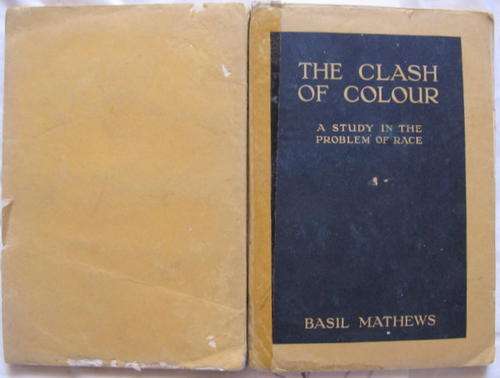 THE CLASH
OF COLOUR
A STUDY IN THE
PROBLEM OF RACE
BASIL MATHEWS